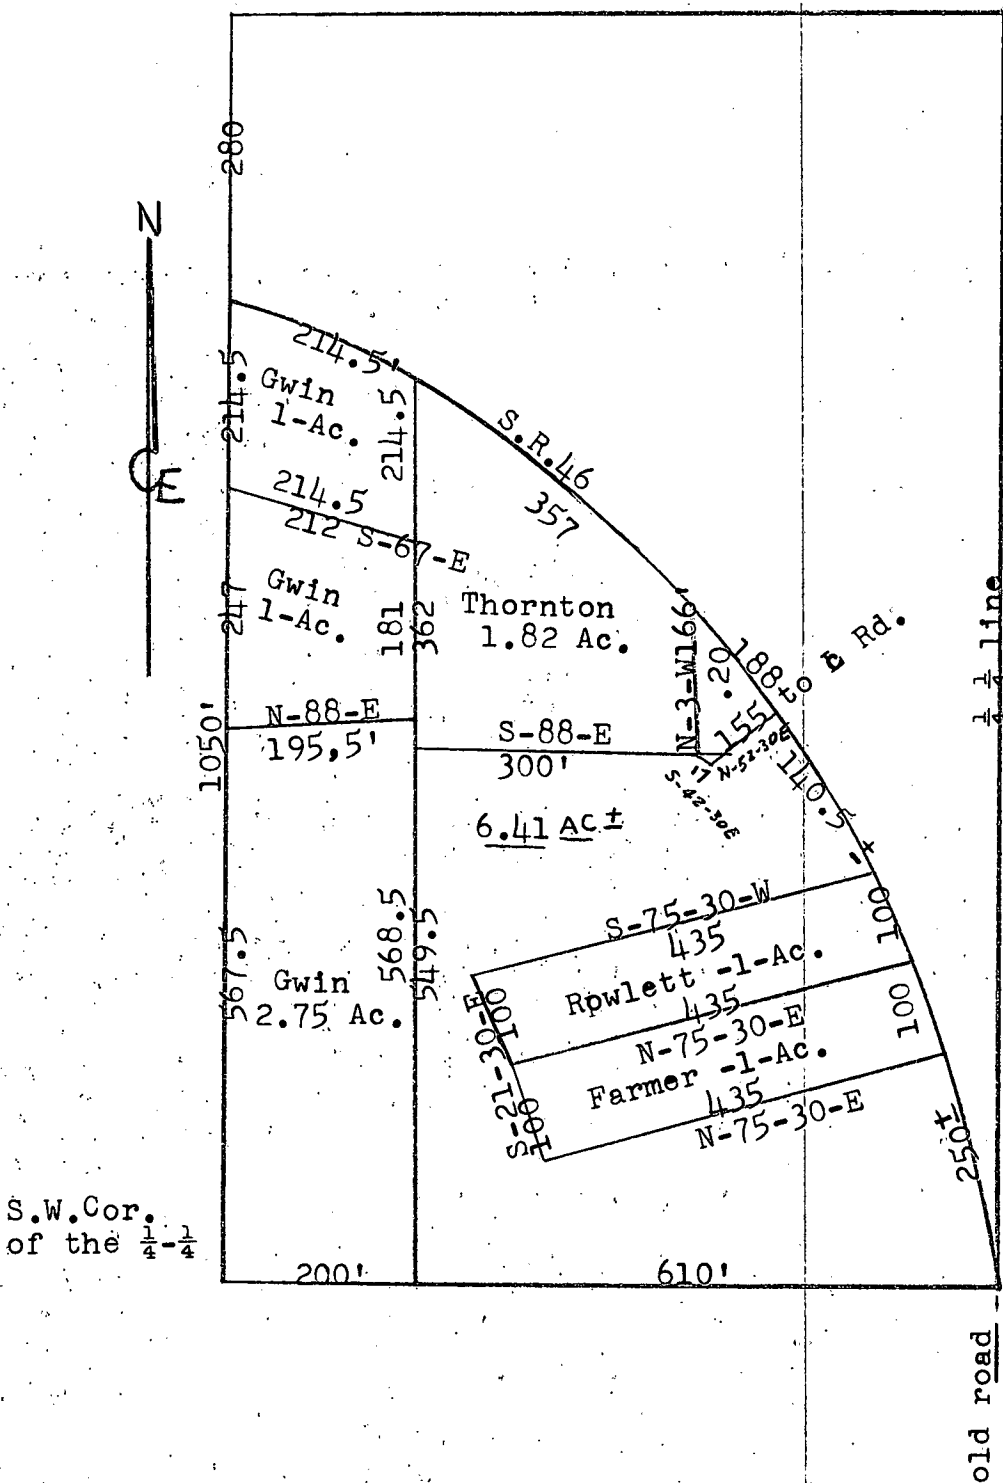 280
N
CE
214.5'
214.5
Gwin
1-Ac.
214.5
S.R.46
357
214.5
212 S-67-E
247
Gwin
1-Ac.
181
362
Thornton
1.82 Ac.
N-3-W166'
.20
188 to ȼ Rd.
¼ ¼ line
1050'
N-88-E
195,5'
S-88-E
300'
155
N-52-30E
17
S-42-30E
140.5 + -
6.41 AC ±
567.5
Gwin
2.75 Ac.
568.5
549.5
S-75-30-W
435
100
Rowlett -1-Ac.
S-21-30-E
100
435
N-75-30-E
100
Farmer -1-Ac.
100
435
N-75-30-E
250±
S.W.Cor.
of the ¼-¼
200'
610'
old road -